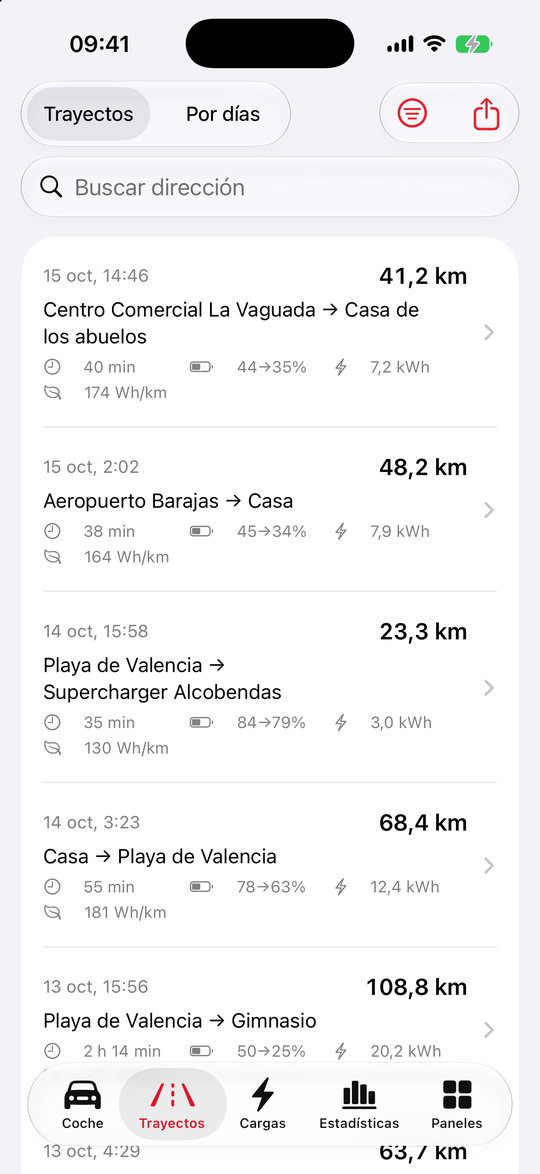 09:41
Trayectos Por días
Buscar dirección
15 oct, 14:46 41,2 km
Centro Comercial La Vaguada → Casa de
los abuelos
40 min 44→35% 7,2 kWh
174 Wh/km
15 oct, 2:02 48,2 km
Aeropuerto Barajas → Casa
38 min 45→34% 7,9 kWh
164 Wh/km
14 oct, 15:58 23,3 km
Playa de Valencia →
Supercharger Alcobendas
35 min 84→79% 3,0 kWh
130 Wh/km
14 oct, 3:23 68,4 km
Casa → Playa de Valencia
55 min 78→63% 12,4 kWh
181 Wh/km
13 oct, 15:56 108,8 km
Playa de Valencia → Gimnasio
2 h 14 min 50→25% 20,2 kWh
Coche Trayectos Cargas Estadísticas Paneles
13 oct, 4:29 63,7 km